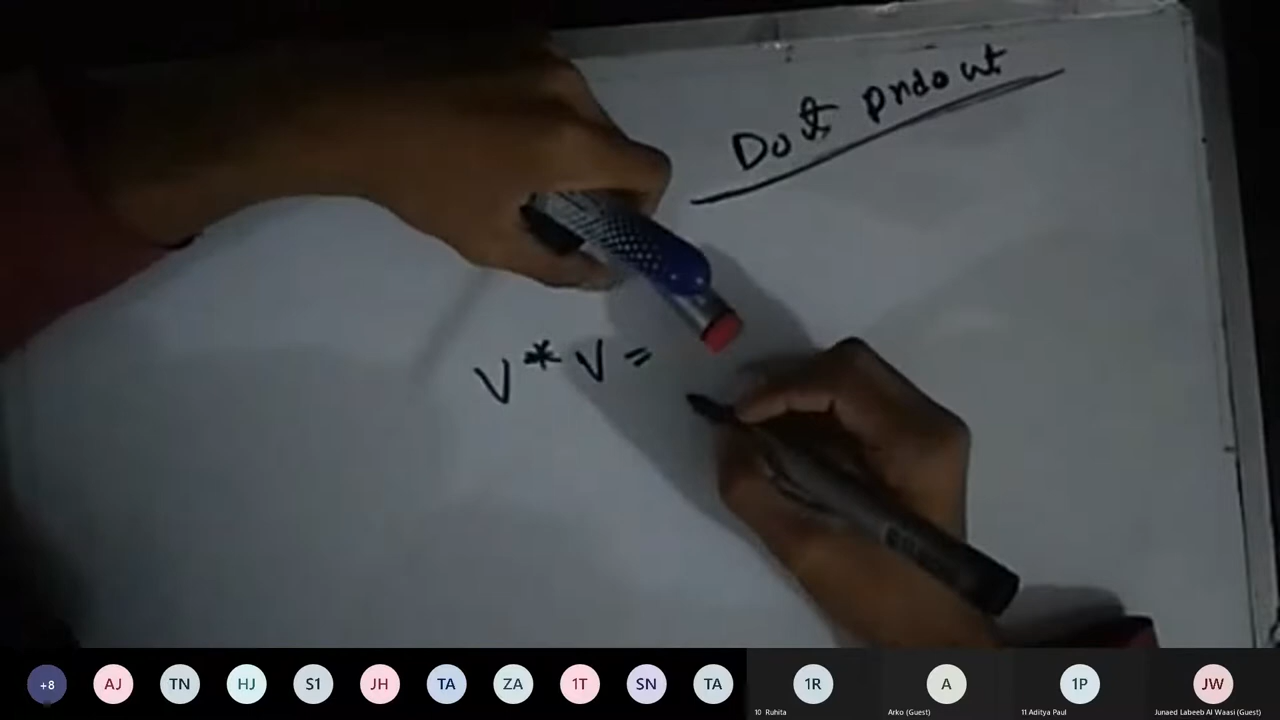 Dot prdout
V * V =
+8 AJ TN HJ S1 JH TA ZA 1T SN TA 1R A 1P JW
10 Ruhita Arko (Guest) 11 Aditya Paul Junaed Labeeb Al Waasi (Guest)